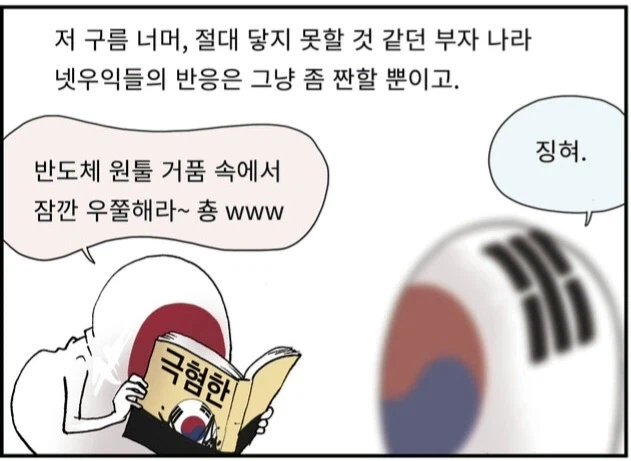 저 구름 너머, 절대 닿지 못할 것 같던 부자 나라
넷우익들의 반응은 그냥 좀 짠할 뿐이고.
징혀.
반도체 원툴 거품 속에서
잠깐 우쭐해라~ 춍 www
극혐한